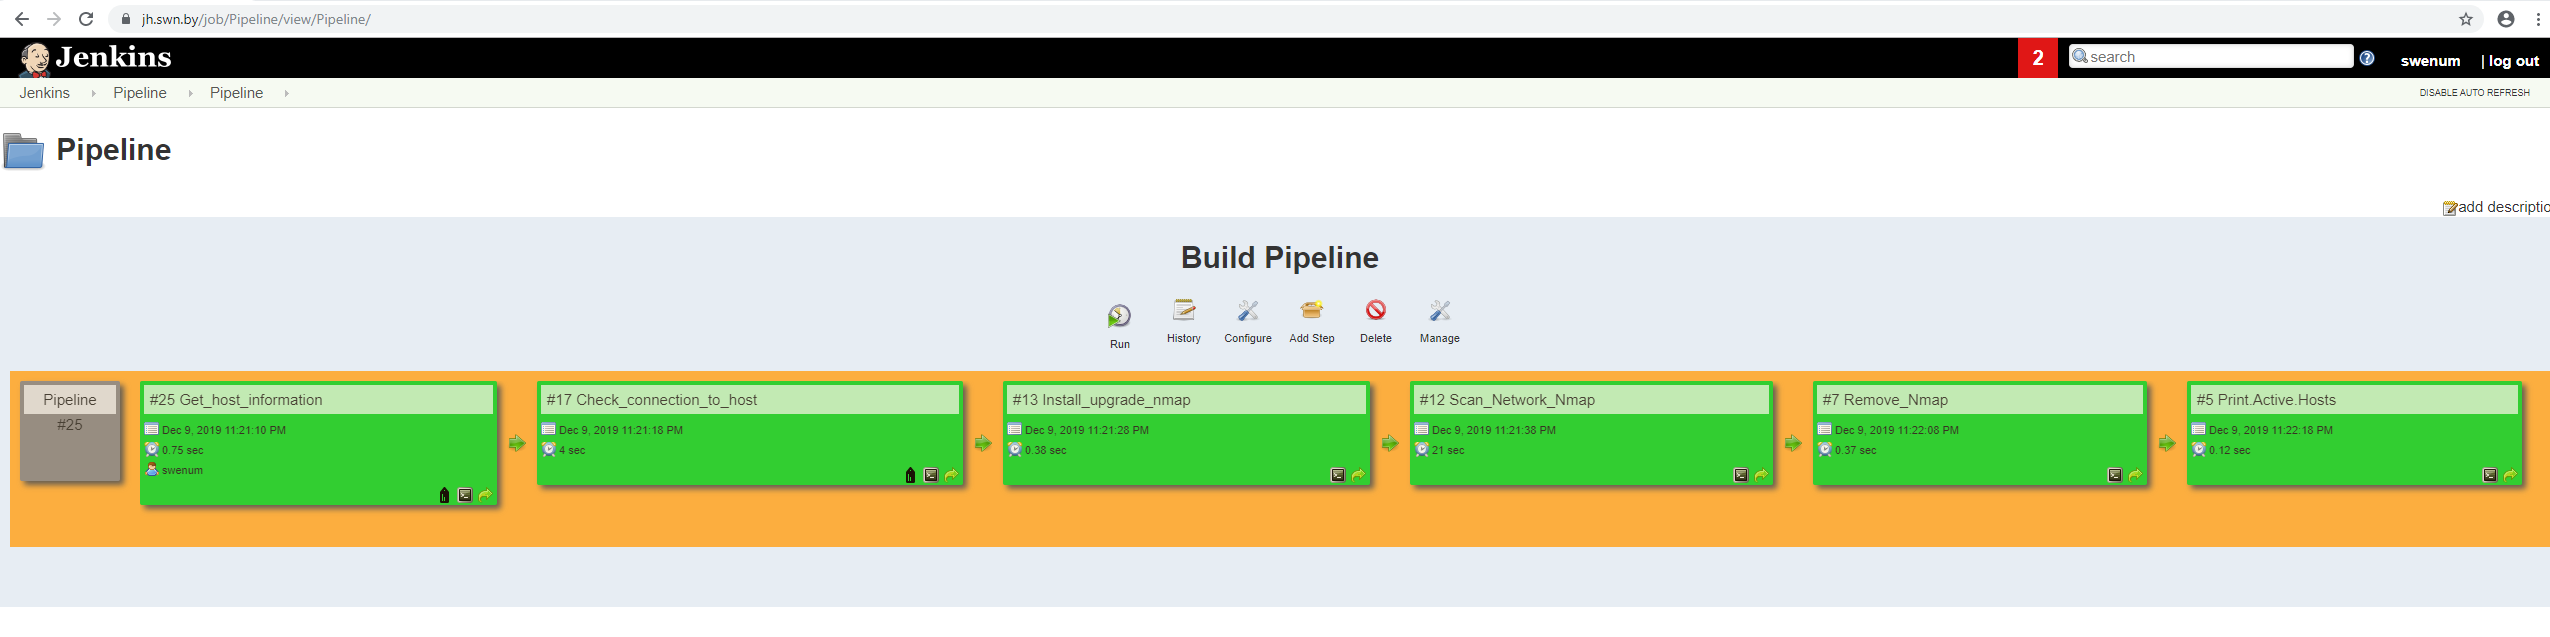 jh.swn.by/job/Pipeline/view/Pipeline/
Jenkins
2
search
swenum
| log out
Jenkins
Pipeline
Pipeline
DISABLE AUTO REFRESH
Pipeline
add descriptio
Build Pipeline
Run
History
Configure
Add Step
Delete
Manage
Pipeline
#25
#25 Get_host_information
Dec 9, 2019 11:21:10 PM
0.75 sec
swenum
#17 Check_connection_to_host
Dec 9, 2019 11:21:18 PM
4 sec
#13 Install_upgrade_nmap
Dec 9, 2019 11:21:28 PM
0.38 sec
#12 Scan_Network_Nmap
Dec 9, 2019 11:21:38 PM
21 sec
#7 Remove_Nmap
Dec 9, 2019 11:22:08 PM
0.37 sec
#5 Print.Active.Hosts
Dec 9, 2019 11:22:18 PM
0.12 sec